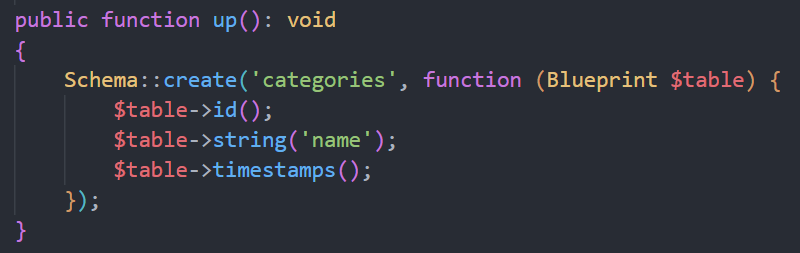 public function up(): void
{
    Schema::create('categories', function (Blueprint $table) {
        $table->id();
        $table->string('name');
        $table->timestamps();
    });
}